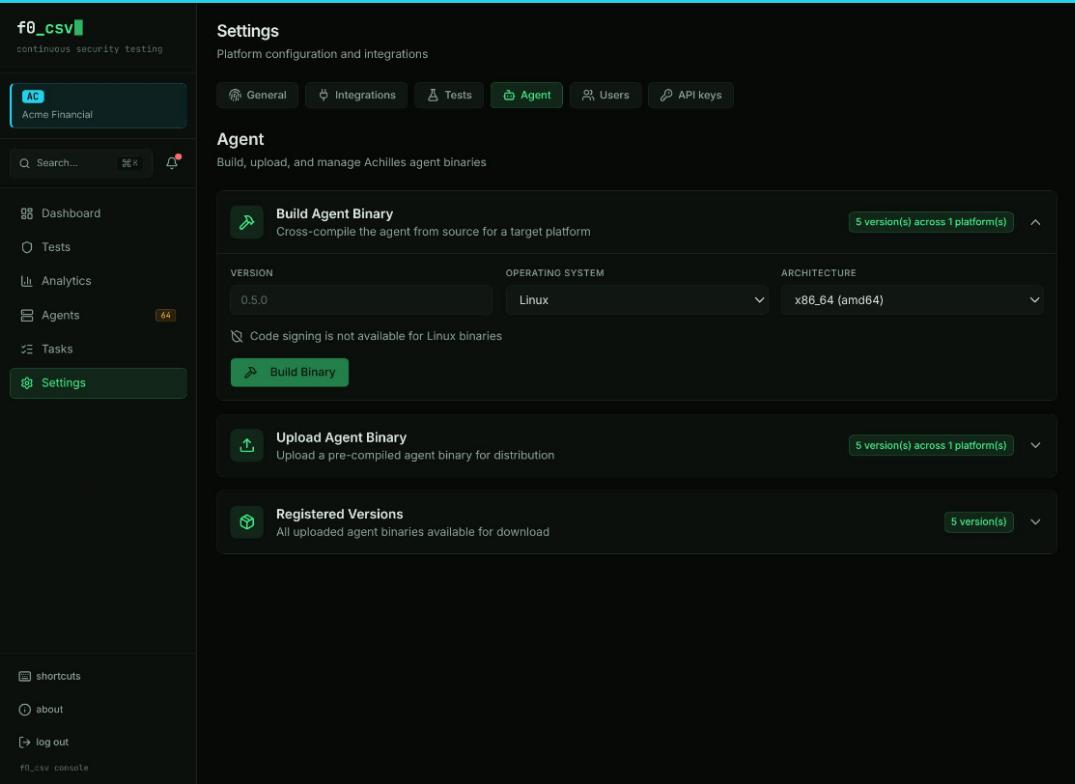 f0_csv
continuous security testing
AC
Acme Financial
Search... ⌘K
Dashboard
Tests
Analytics
Agents 64
Tasks
Settings
shortcuts
about
log out
f0_csv console
Settings
Platform configuration and integrations
General Integrations Tests Agent Users API keys
Agent
Build, upload, and manage Achilles agent binaries
Build Agent Binary
Cross-compile the agent from source for a target platform
5 version(s) across 1 platform(s)
VERSION OPERATING SYSTEM ARCHITECTURE
0.5.0 Linux x86_64 (amd64)
Code signing is not available for Linux binaries
Build Binary
Upload Agent Binary
Upload a pre-compiled agent binary for distribution
5 version(s) across 1 platform(s)
Registered Versions
All uploaded agent binaries available for download
5 version(s)